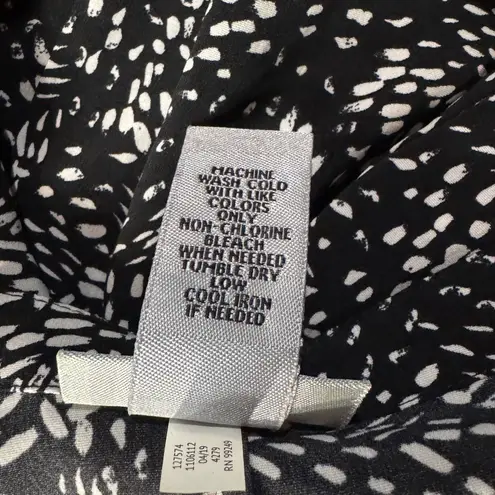 MACHINE
WASH COLD
WITH LIKE
COLORS
ONLY
NON-CHLORINE
BLEACH
WHEN NEEDED
TUMBLE DRY
LOW
COOL IRON
IF NEEDED
127574
1106112
04/19
4279
RN 99249